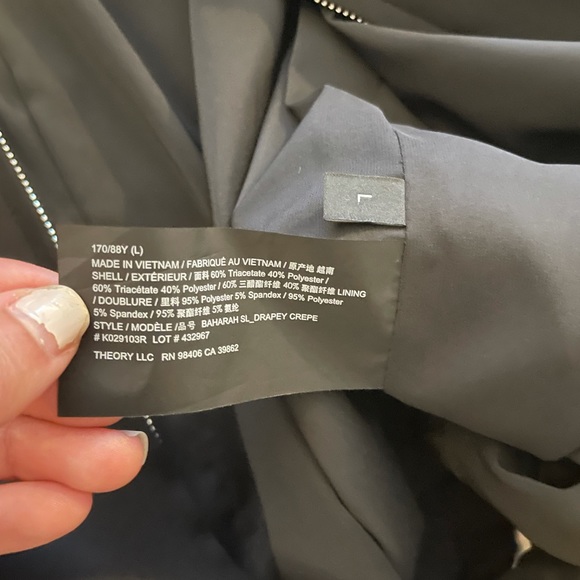 L
170/88Y (L)
MADE IN VIETNAM / FABRIQUÉ AU VIETNAM / 原产地 越南
SHELL / EXTÉRIEUR / 面料 60% Triacetate 40% Polyester /
60% Triacétate 40% Polyester / 60% 三醋酯纤维 40% 聚酯纤维 LINING
/ DOUBLURE / 里料 95% Polyester 5% Spandex / 95% Polyester
5% Spandex / 95% 聚酯纤维 5% 氨纶
STYLE / MODÈLE /品号 BAHARAH SL_DRAPEY CREPE
# K029103R LOT # 432967
THEORY LLC RN 98406 CA 39862